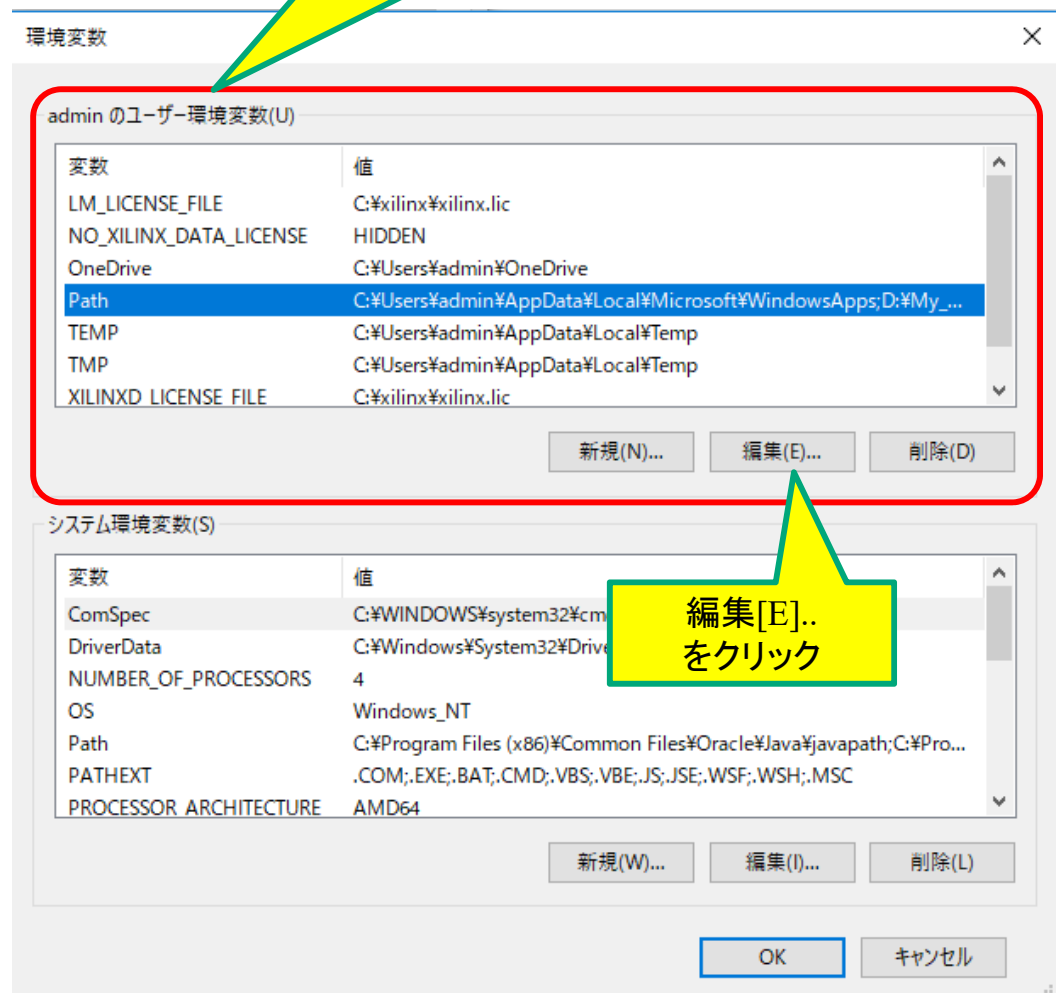 環境変数
admin のユーザー環境変数(U)
変数 値
LM_LICENSE_FILE C:¥xilinx¥xilinx.lic
NO_XILINX_DATA_LICENSE HIDDEN
OneDrive C:¥Users¥admin¥OneDrive
Path C:¥Users¥admin¥AppData¥Local¥Microsoft¥WindowsApps;D:¥My_...
TEMP C:¥Users¥admin¥AppData¥Local¥Temp
TMP C:¥Users¥admin¥AppData¥Local¥Temp
XILINXD_LICENSE_FILE C:¥xilinx¥xilinx.lic
新規(N)... 編集(E)... 削除(D)
システム環境変数(S)
変数 値
ComSpec C:¥WINDOWS¥system32¥cm
DriverData C:¥Windows¥System32¥Drive
NUMBER_OF_PROCESSORS 4
OS Windows_NT
Path C:¥Program Files (x86)¥Common Files¥Oracle¥Java¥javapath;C:¥Pro...
PATHEXT .COM;.EXE;.BAT;.CMD;.VBS;.VBE;.JS;.JSE;.WSF;.WSH;.MSC
PROCESSOR_ARCHITECTURE AMD64
編集[E]..
をクリック
新規(W)... 編集(I)... 削除(L)
OK キャンセル